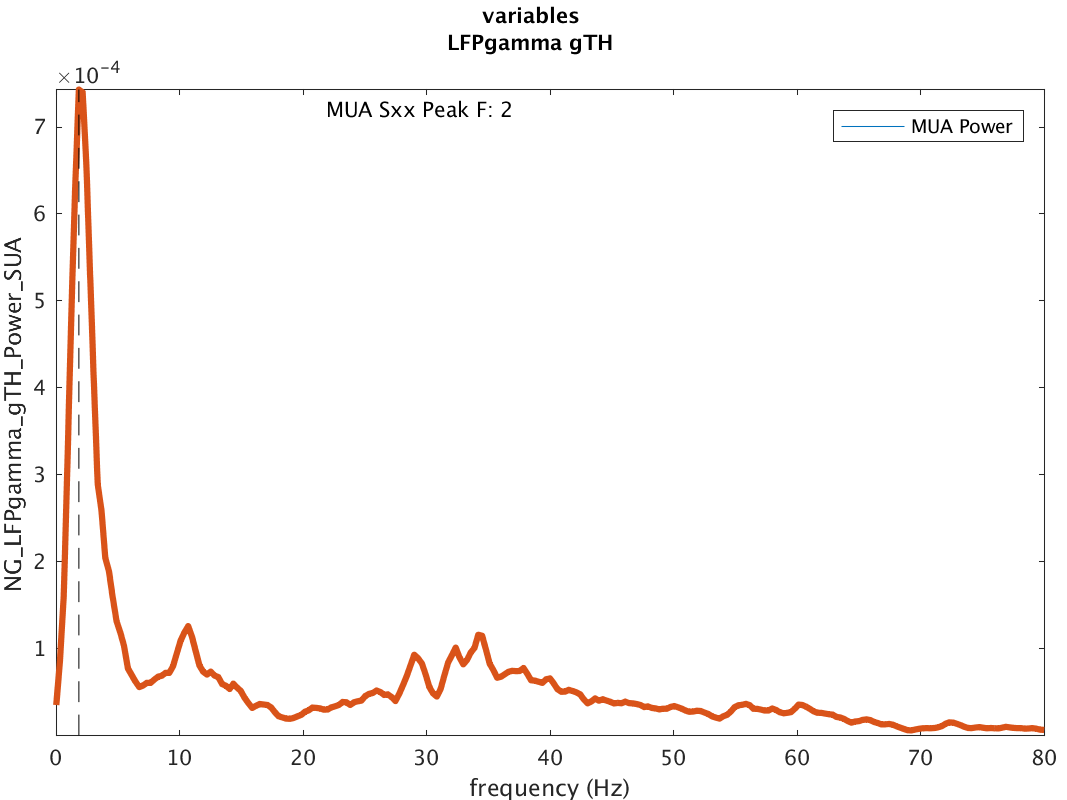 variables
LFPgamma gTH
×10⁻⁴
MUA Sxx Peak F: 2
MUA Power
7
6
5
4
3
2
1
NG_LFPgamma_gTH_Power_SUA
0 10 20 30 40 50 60 70 80
frequency (Hz)